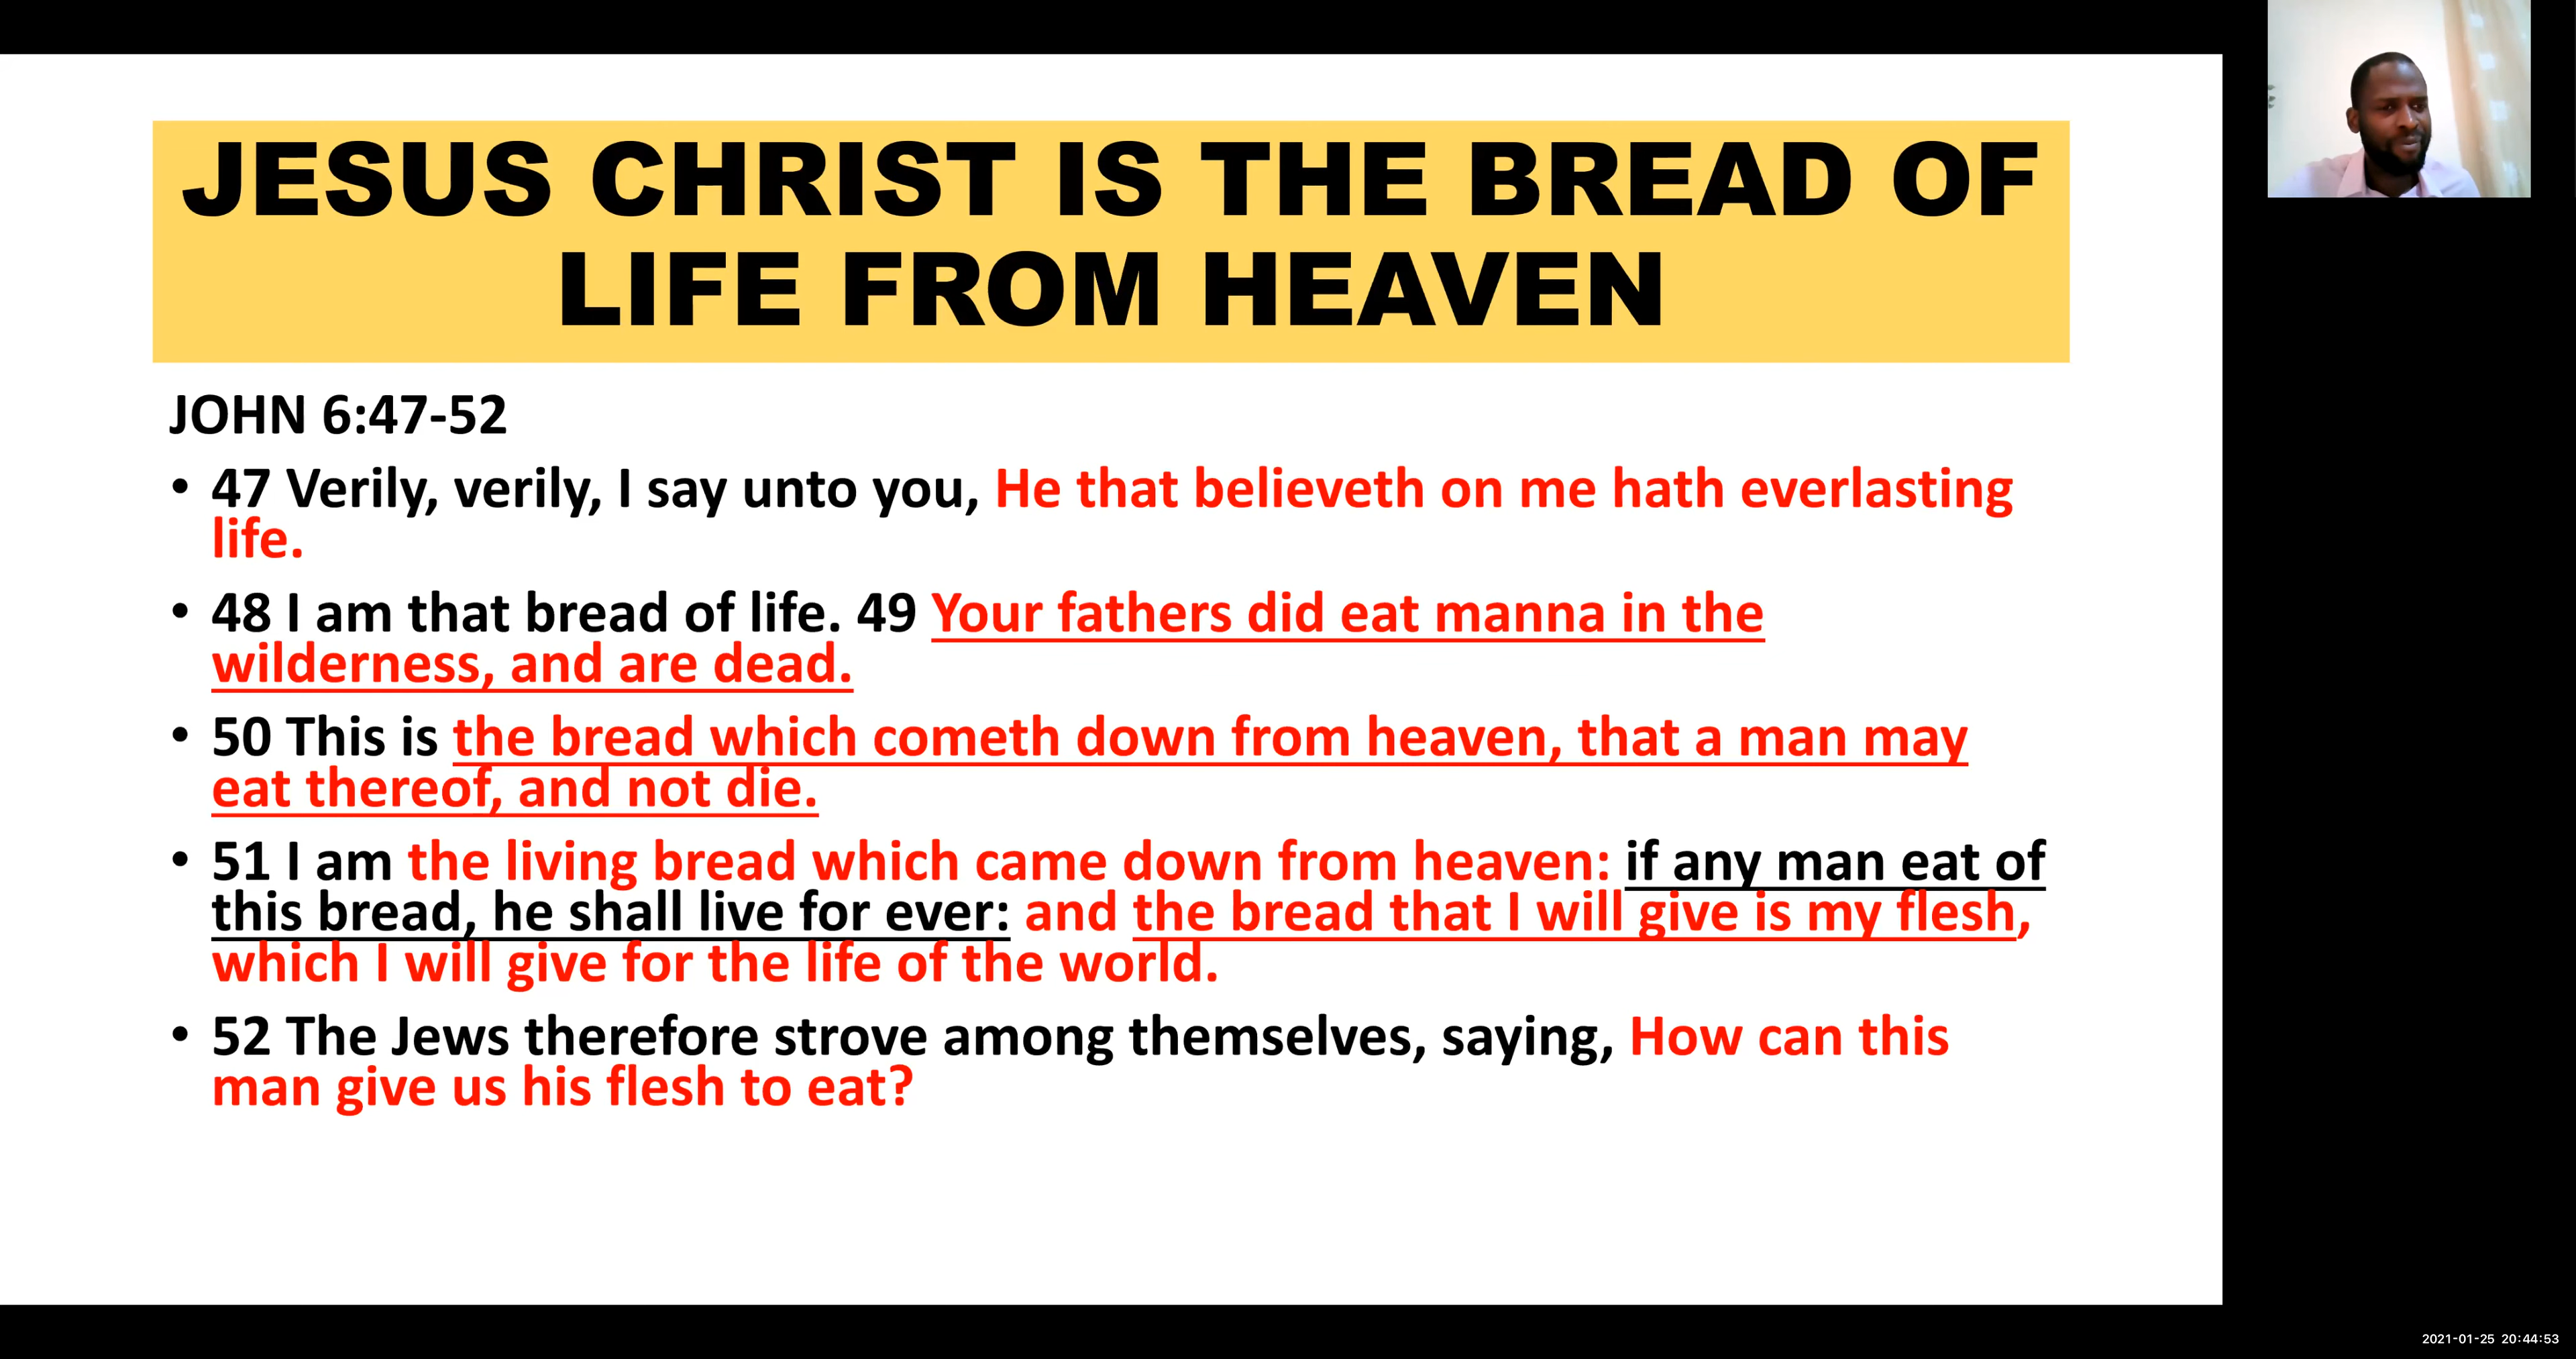 JESUS CHRIST IS THE BREAD OF
LIFE FROM HEAVEN
JOHN 6:47-52
• 47 Verily, verily, I say unto you, He that believeth on me hath everlasting
life.
• 48 I am that bread of life. 49 Your fathers did eat manna in the
wilderness, and are dead.
• 50 This is the bread which cometh down from heaven, that a man may
eat thereof, and not die.
• 51 I am the living bread which came down from heaven: if any man eat of
this bread, he shall live for ever: and the bread that I will give is my flesh,
which I will give for the life of the world.
• 52 The Jews therefore strove among themselves, saying, How can this
man give us his flesh to eat?
2021-01-25 20:44:53